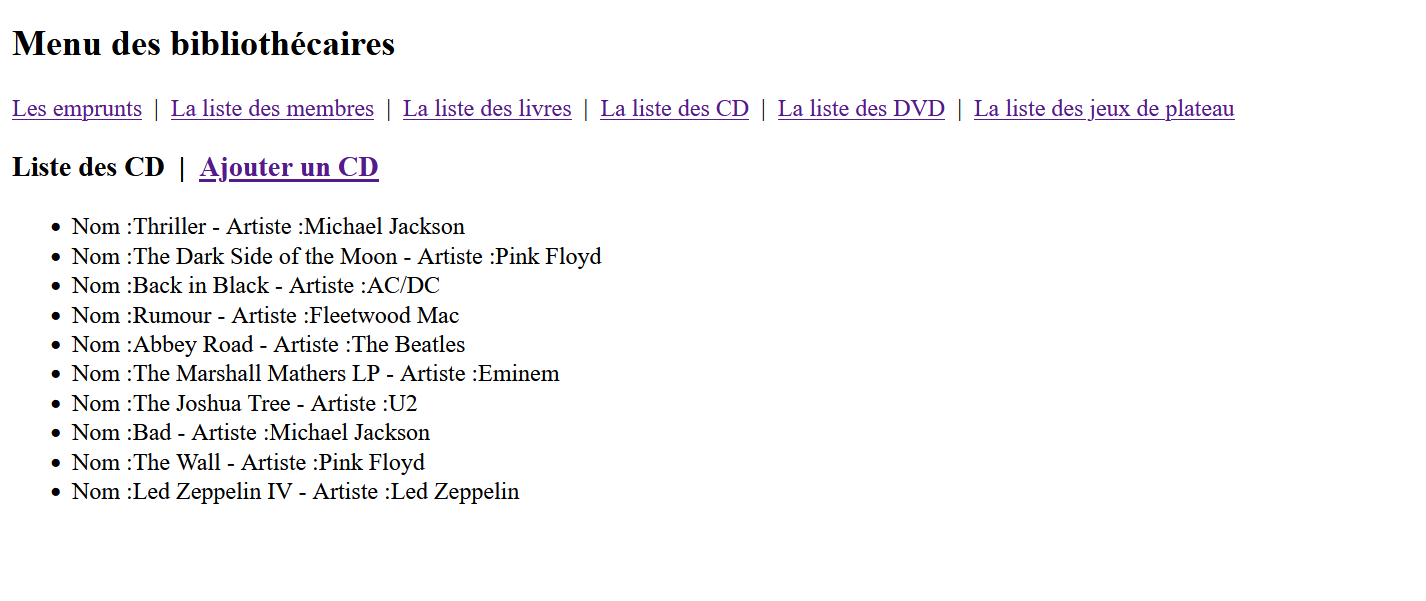 Menu des bibliothécaires
Les emprunts | La liste des membres | La liste des livres | La liste des CD | La liste des DVD | La liste des jeux de plateau
Liste des CD | Ajouter un CD
• Nom :Thriller - Artiste :Michael Jackson
• Nom :The Dark Side of the Moon - Artiste :Pink Floyd
• Nom :Back in Black - Artiste :AC/DC
• Nom :Rumour - Artiste :Fleetwood Mac
• Nom :Abbey Road - Artiste :The Beatles
• Nom :The Marshall Mathers LP - Artiste :Eminem
• Nom :The Joshua Tree - Artiste :U2
• Nom :Bad - Artiste :Michael Jackson
• Nom :The Wall - Artiste :Pink Floyd
• Nom :Led Zeppelin IV - Artiste :Led Zeppelin